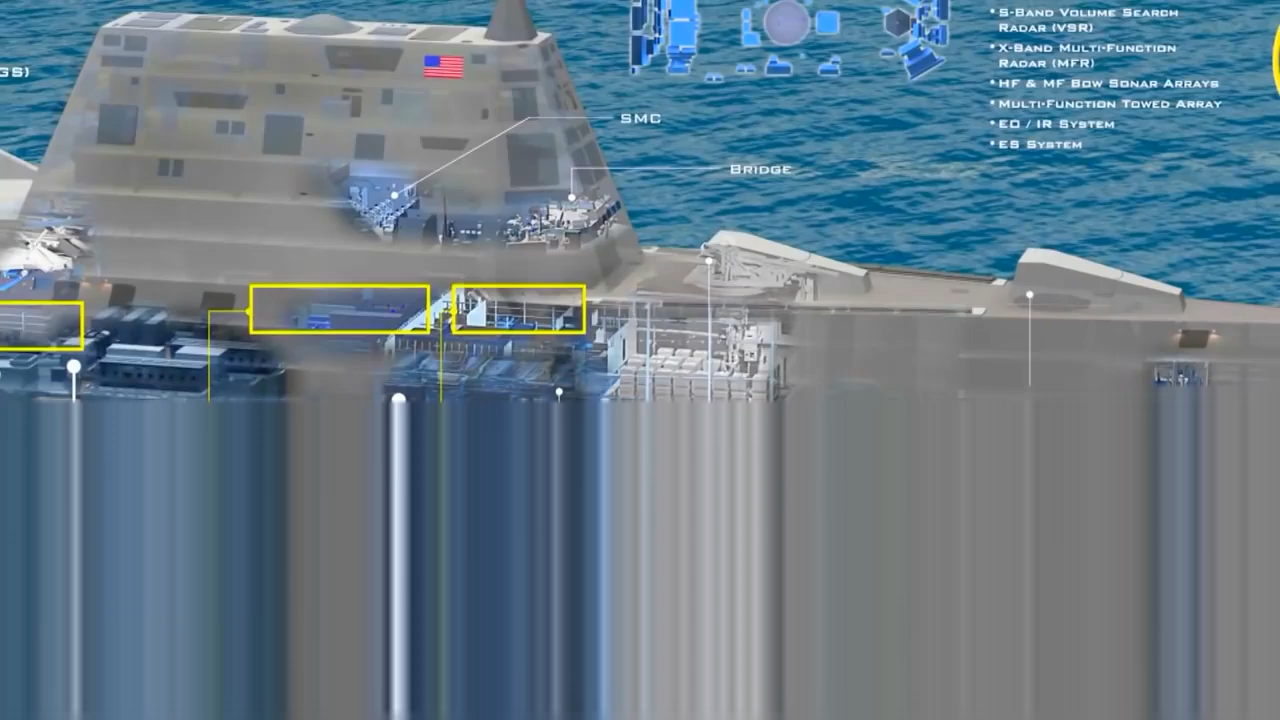 GS)
SMC
Bridge
• S-Band Volume Search
Radar (VSR)
• X-Band Multi-Function
Radar (MFR)
• HF & MF Bow Sonar Arrays
• Multi-Function Towed Array
• EO / IR System
• ES System